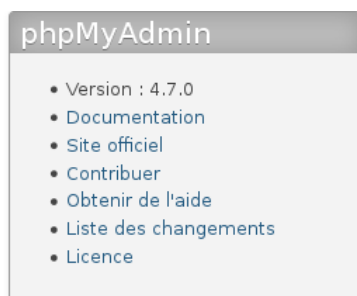 phpMyAdmin
Version : 4.7.0
Documentation
Site officiel
Contribuer
Obtenir de l'aide
Liste des changements
Licence